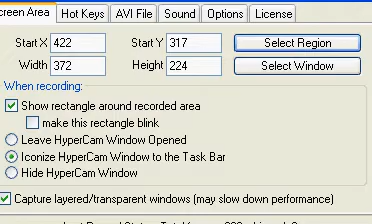 Screen Area Hot Keys AVI File Sound Options License
Start X 422 Start Y 317 Select Region
Width 372 Height 224 Select Window
When recording:
Show rectangle around recorded area
make this rectangle blink
Leave HyperCam Window Opened
Iconize HyperCam Window to the Task Bar
Hide HyperCam Window
Capture layered/transparent windows (may slow down performance)